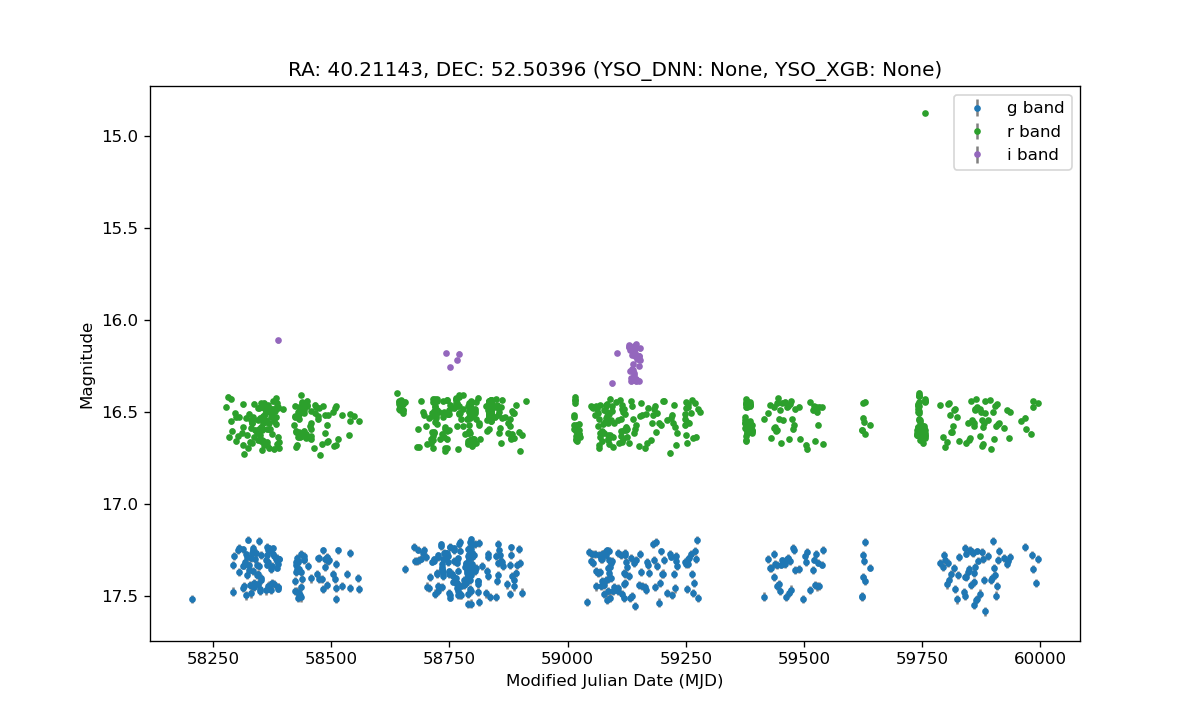 RA: 40.21143, DEC: 52.50396 (YSO_DNN: None, YSO_XGB: None)
g band
r band
i band
15.0
15.5
16.0
16.5
17.0
17.5
Magnitude
58250 58500 58750 59000 59250 59500 59750 60000
Modified Julian Date (MJD)